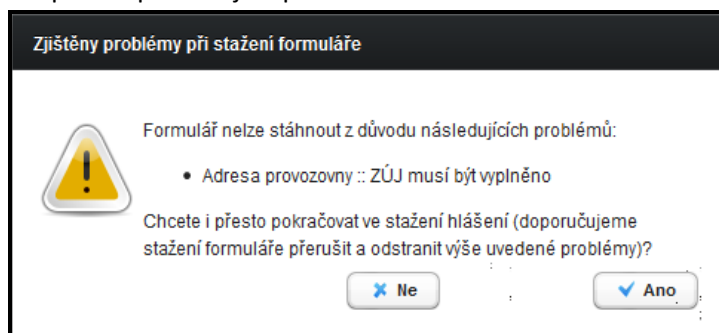 Zjištěny problémy při stažení formuláře
Formulář nelze stáhnout z důvodu následujících problémů:
• Adresa provozovny :: ZÚJ musí být vyplněno
Chcete i přesto pokračovat ve stažení hlášení (doporučujeme
stažení formuláře přerušit a odstranit výše uvedené problémy)?
Ne
Ano